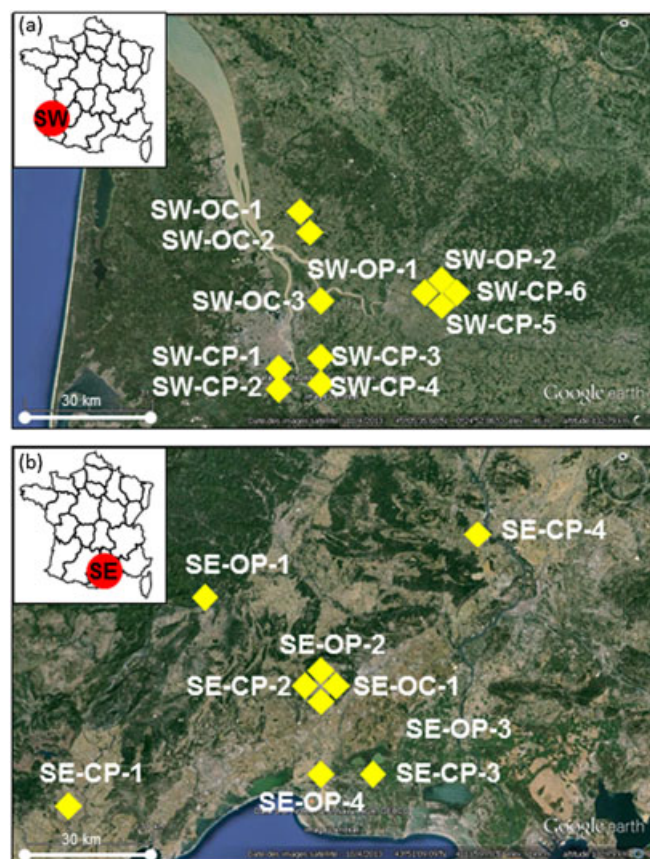 (a)
SW
SW-OC-1
SW-OC-2
SW-OP-1
SW-OP-2
SW-CP-6
SW-OC-3
SW-CP-5
SW-CP-1
SW-CP-3
SW-CP-2
SW-CP-4
30 km
Google earth
(b)
SE
SE-CP-4
SE-OP-1
SE-OP-2
SE-CP-2
SE-OC-1
SE-OP-3
SE-CP-1
SE-CP-3
SE-OP-4
30 km
Google earth